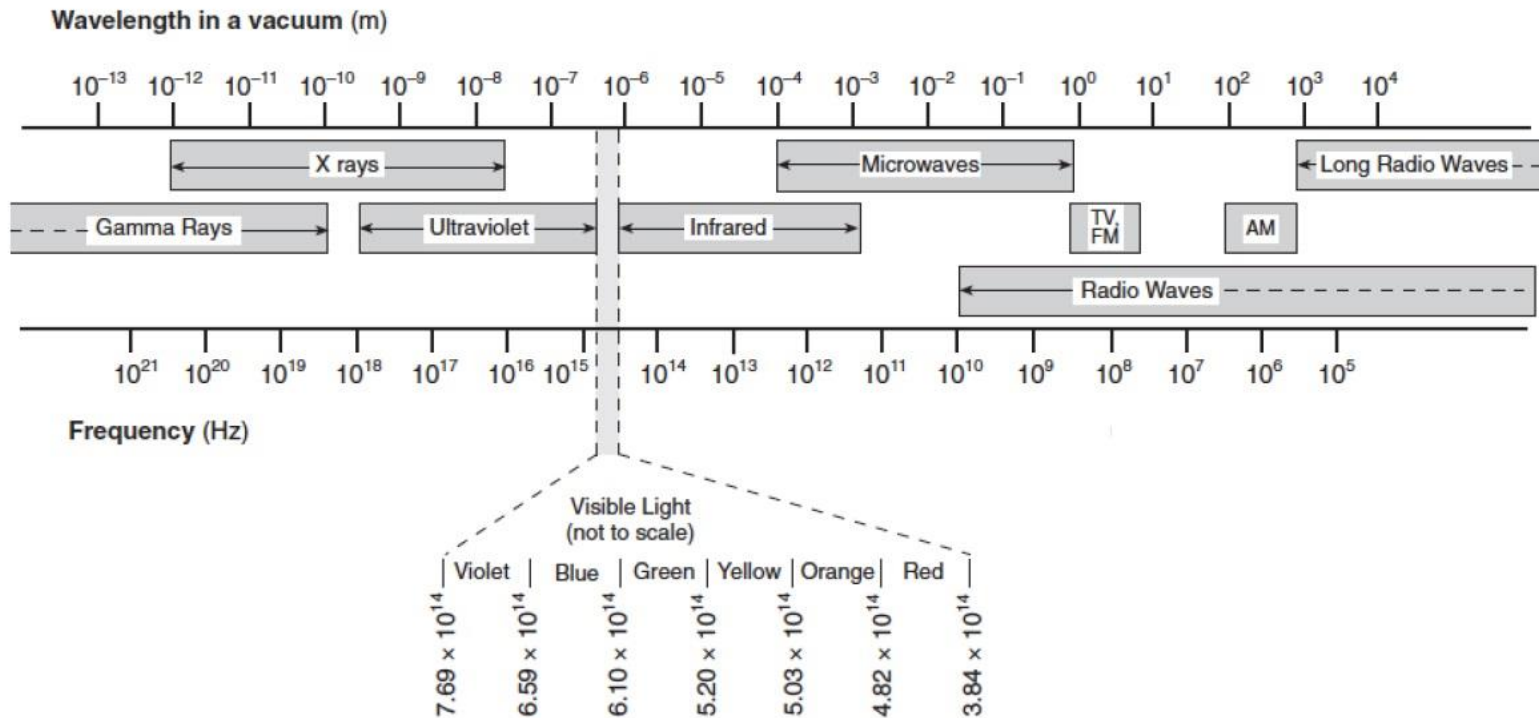 Wavelength in a vacuum (m)
10⁻¹³ 10⁻¹² 10⁻¹¹ 10⁻¹⁰ 10⁻⁹ 10⁻⁸ 10⁻⁷ 10⁻⁶ 10⁻⁵ 10⁻⁴ 10⁻³ 10⁻² 10⁻¹ 10⁰ 10¹ 10² 10³ 10⁴
X rays Microwaves Long Radio Waves
Gamma Rays Ultraviolet Infrared TV, AM
FM
Radio Waves
10²¹ 10²⁰ 10¹⁹ 10¹⁸ 10¹⁷ 10¹⁶ 10¹⁵ 10¹⁴ 10¹³ 10¹² 10¹¹ 10¹⁰ 10⁹ 10⁸ 10⁷ 10⁶ 10⁵
Frequency (Hz)
Visible Light
(not to scale)
Violet Blue Green Yellow Orange Red
7.69 × 10¹⁴
6.59 × 10¹⁴
6.10 × 10¹⁴
5.20 × 10¹⁴
5.03 × 10¹⁴
4.82 × 10¹⁴
3.84 × 10¹⁴